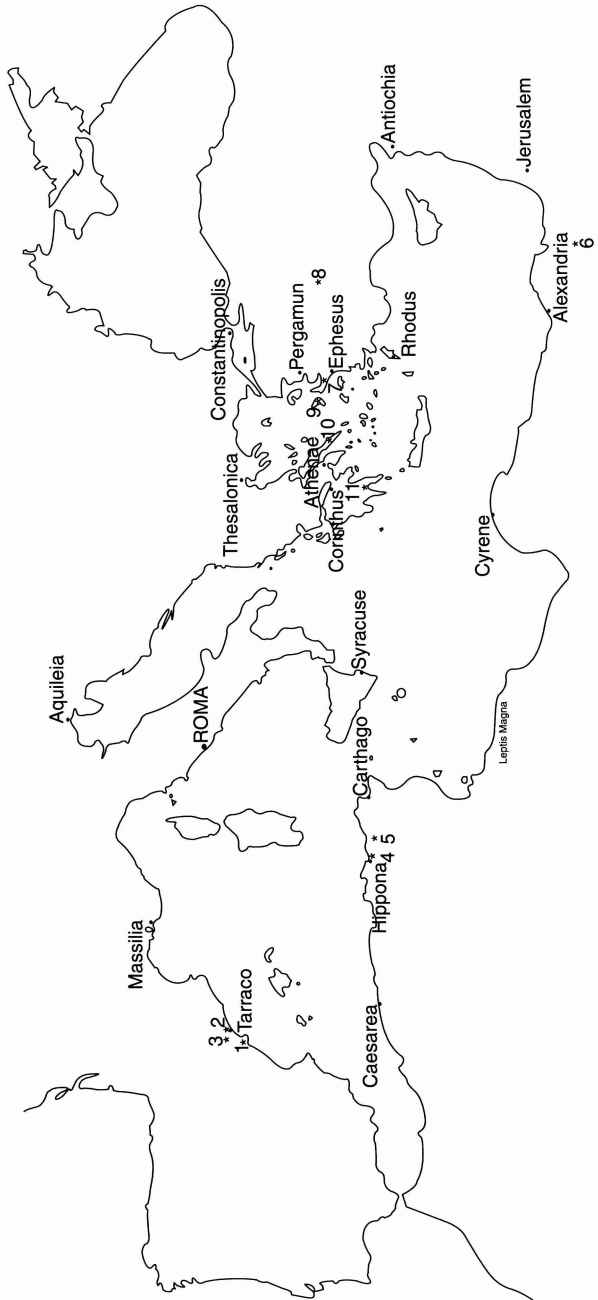 Aquileia
Massilia
ROMA
Thesalonica
Constantinopolis
3
2
1
Tarraco
Pergamun
8
9
7
Ephesus
10
Athenae
Corinthus
11
Rhodus
Antiochia
Syracuse
Carthago
5
4
Hippona
Caesarea
Cyrene
Leptis Magna
Jerusalem
Alexandria
6